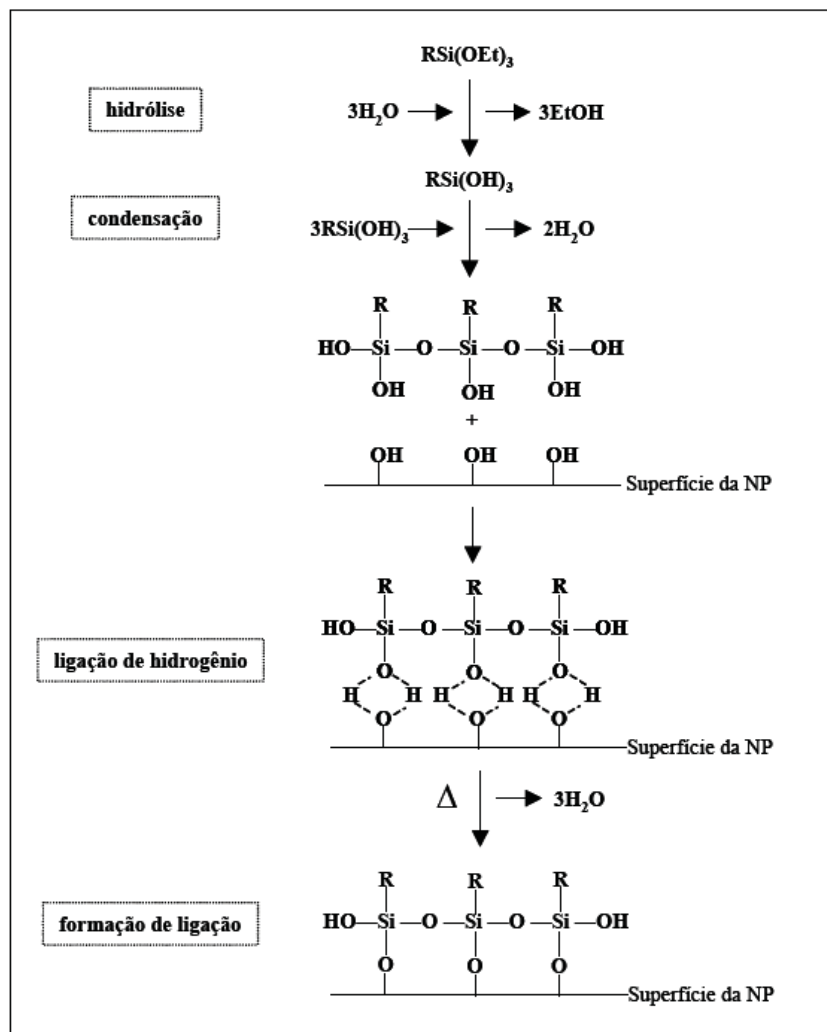 RSi(OEt)₃
hidrólise
3H₂O
3EtOH
RSi(OH)₃
condensação
3RSi(OH)₃
2H₂O
R R R
HO—Si—O—Si—O—Si—OH
OH OH OH
+
OH OH OH
Superfície da NP
R R R
HO—Si—O—Si—O—Si—OH
ligação de hidrogênio
O O O
H H H H H H
O O O
Superfície da NP
Δ 3H₂O
R R R
formação de ligação
HO—Si—O—Si—O—Si—OH
O O O
Superfície da NP